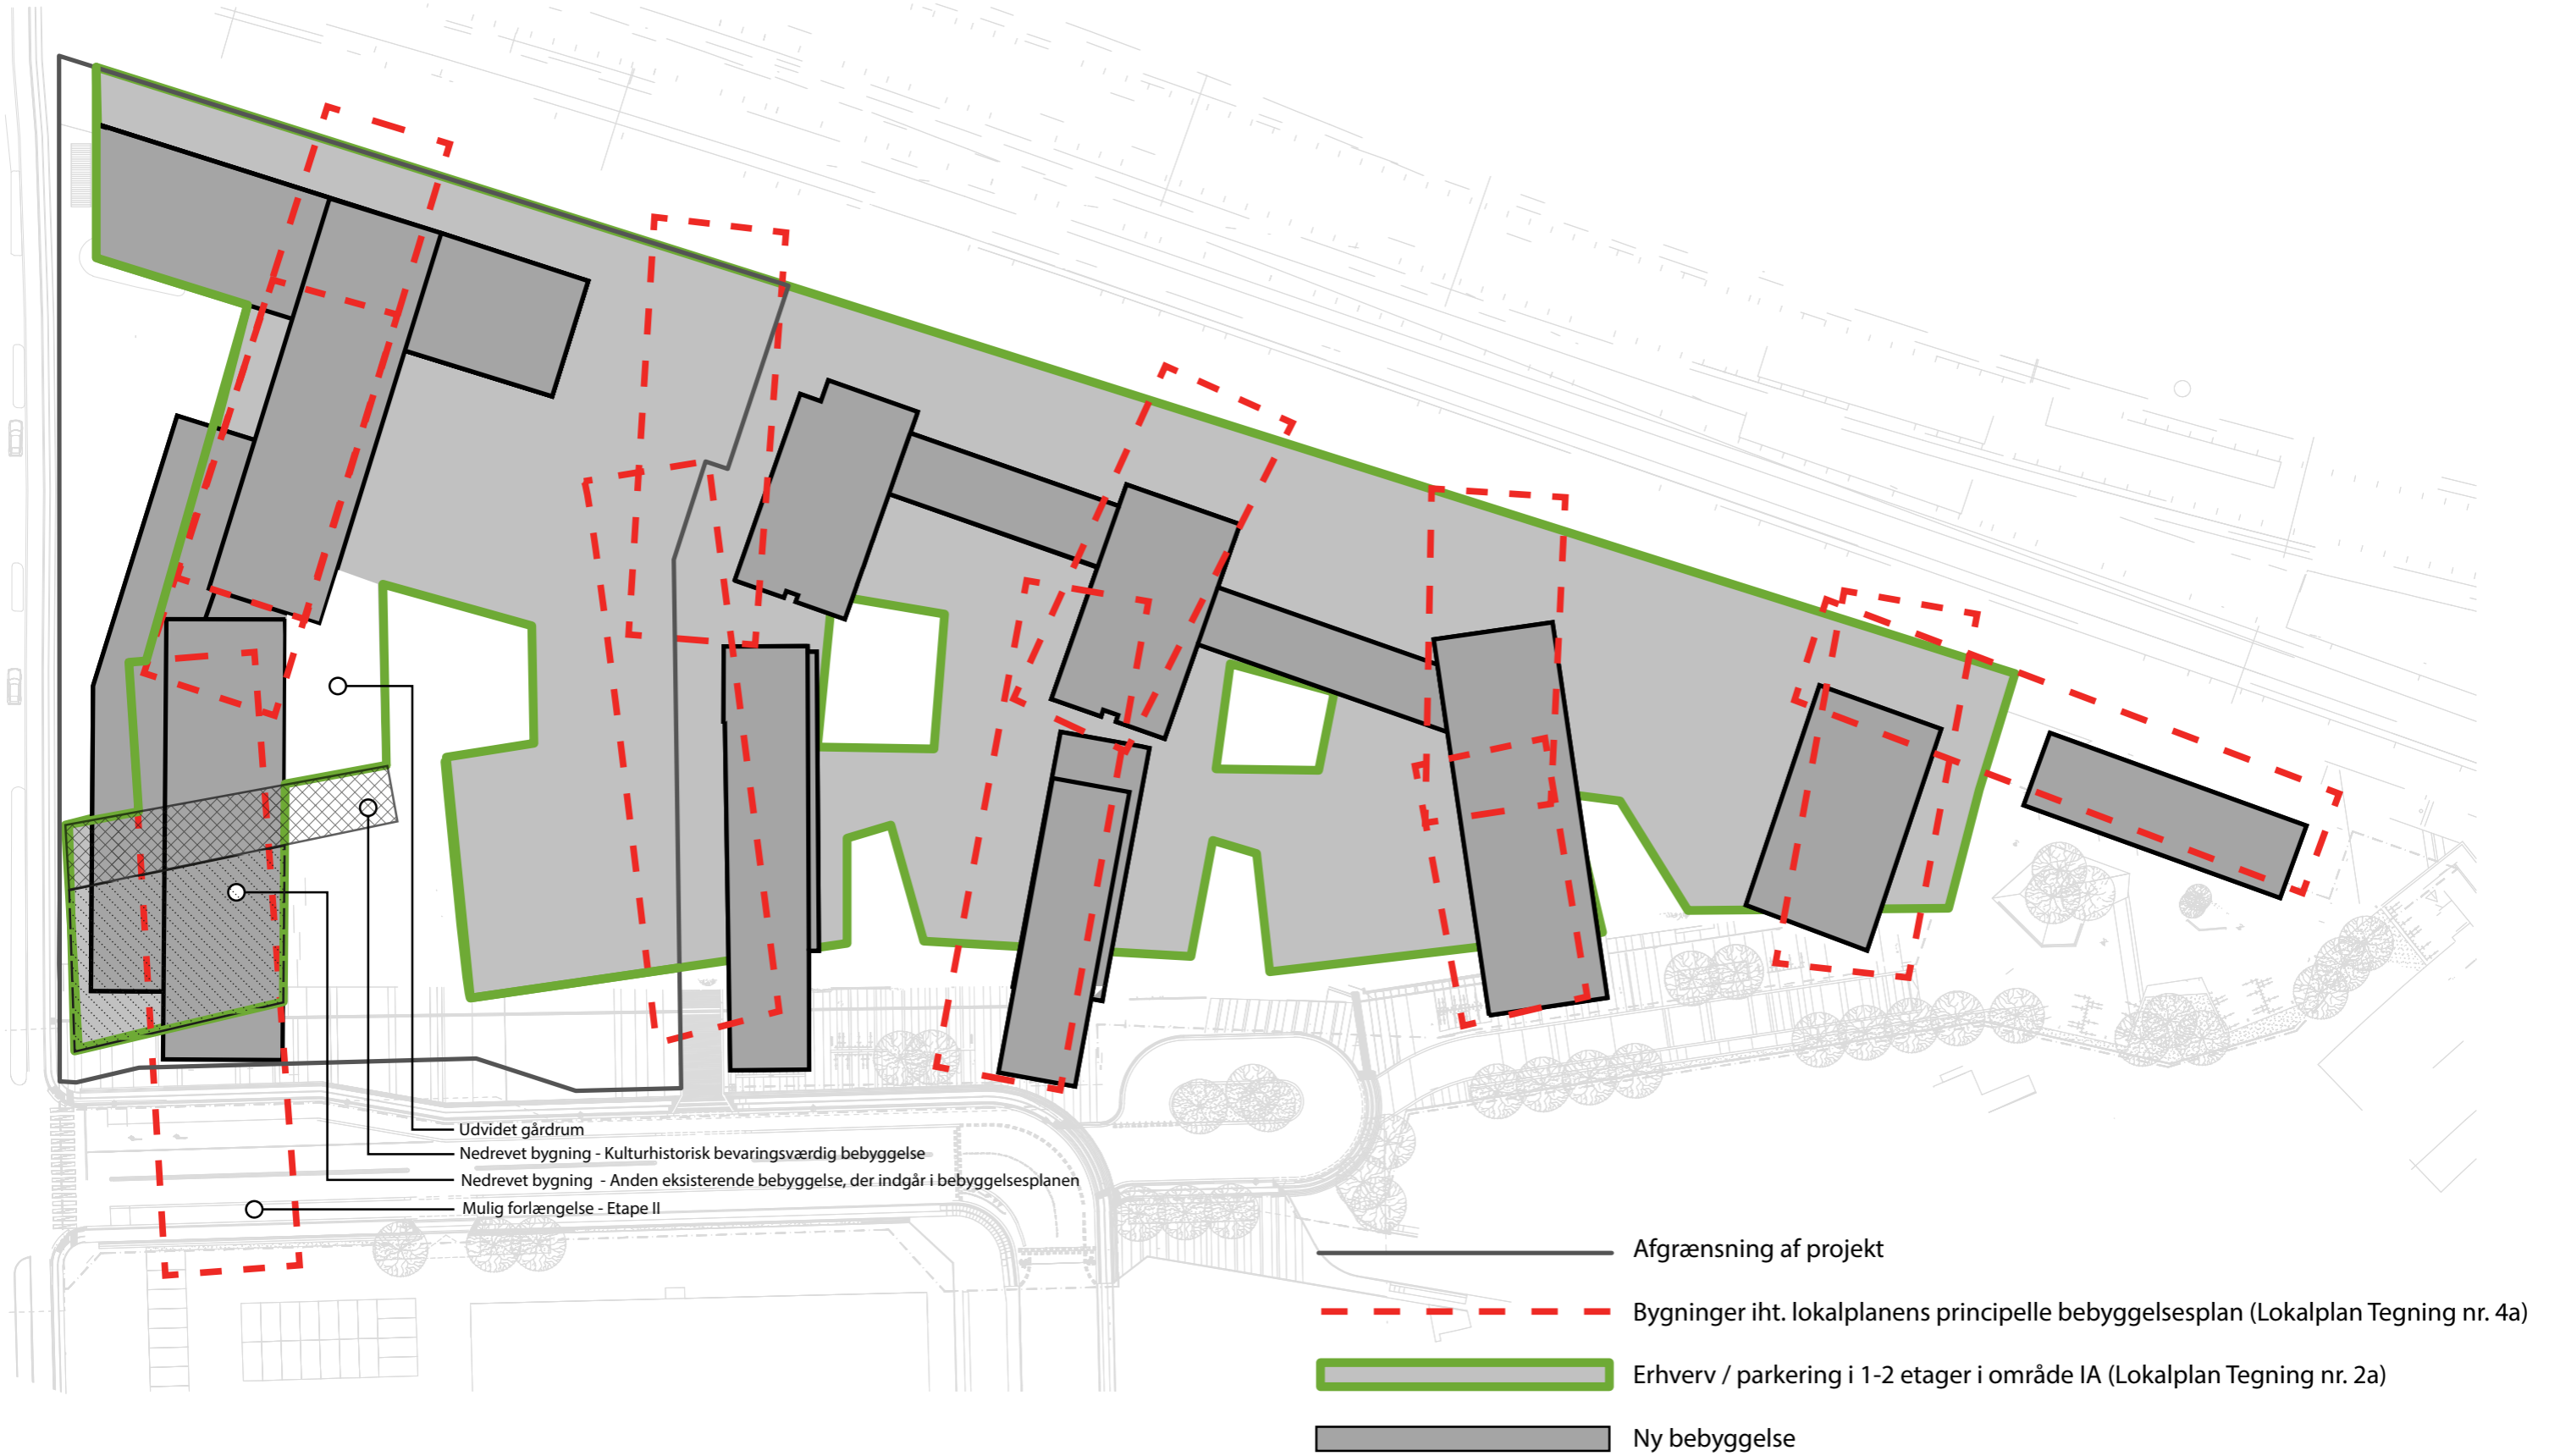 Udvidet gårdrum
Nedrevet bygning - Kulturhistorisk bevaringsværdig bebyggelse
Nedrevet bygning - Anden eksisterende bebyggelse, der indgår i bebyggelsesplanen
Mulig forlængelse - Etape II
Afgrænsning af projekt
Bygninger iht. lokalplanens principelle bebyggelsesplan (Lokalplan Tegning nr. 4a)
Erhverv / parkering i 1-2 etager i område IA (Lokalplan Tegning nr. 2a)
Ny bebyggelse